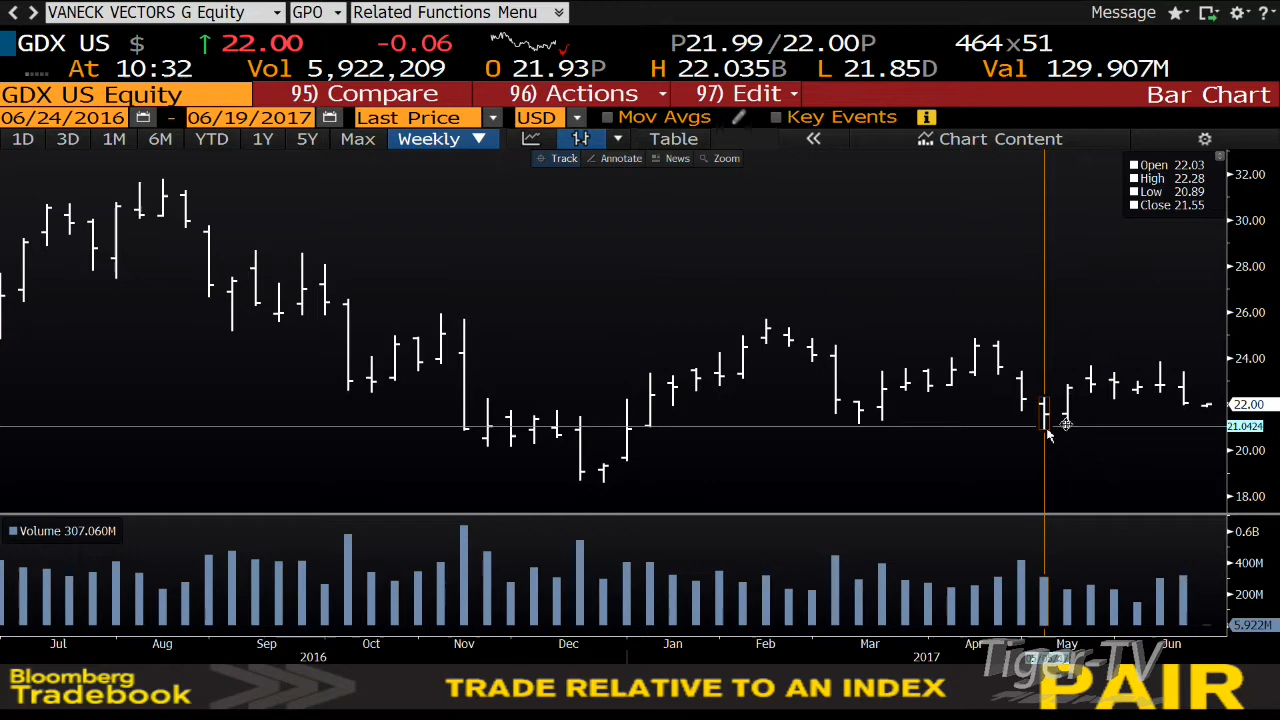 VANECK VECTORS G Equity GPO Related Functions Menu Message ?
GDX US $ ↑ 22.00 -0.06 P21.99 /22.00P 464x51
At 10:32 Vol 5,922,209 O 21.93P H 22.035B L 21.85D Val 129.907M
GDX US Equity 95) Compare 96) Actions 97) Edit Bar Chart
06/24/2016 - 06/19/2017 Last Price USD Mov Avgs Key Events i
1D 3D 1M 6M YTD 1Y 5Y Max Weekly ▼ Table « Chart Content
Track Annotate News Zoom
Open 22.03
High 22.28
Low 20.89
Close 21.55
32.00
30.00
28.00
26.00
24.00
22.00
21.0424
20.00
18.00
Volume 307.060M
0.6B
400M
200M
5.922M
Jul Aug Sep Oct Nov Dec Jan Feb Mar Apr May Jun
2016 2017
Tiger-TV
Bloomberg
Tradebook
TRADE RELATIVE TO AN INDEX
PAIR